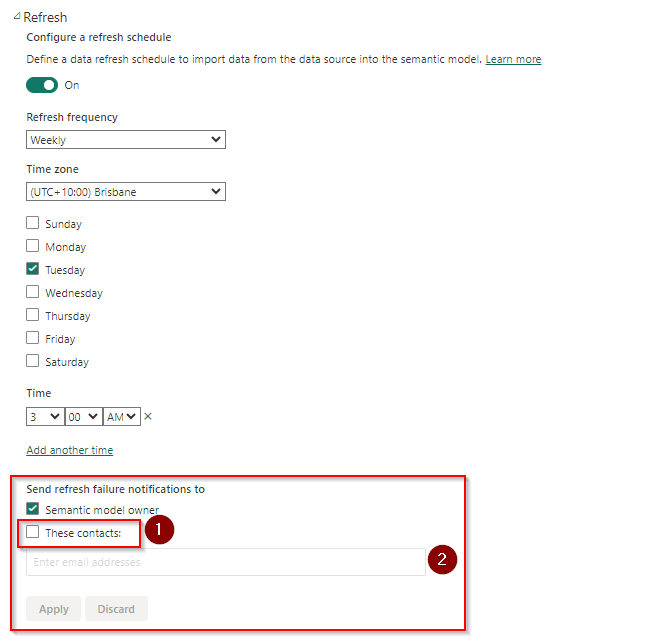 Refresh
Configure a refresh schedule
Define a data refresh schedule to import data from the data source into the semantic model. Learn more
On
Refresh frequency
Weekly
Time zone
(UTC+10:00) Brisbane
Sunday
Monday
Tuesday
Wednesday
Thursday
Friday
Saturday
Time
3 00 AM
Add another time
Send refresh failure notifications to
Semantic model owner
These contacts: 1
Enter email addresses 2
Apply Discard